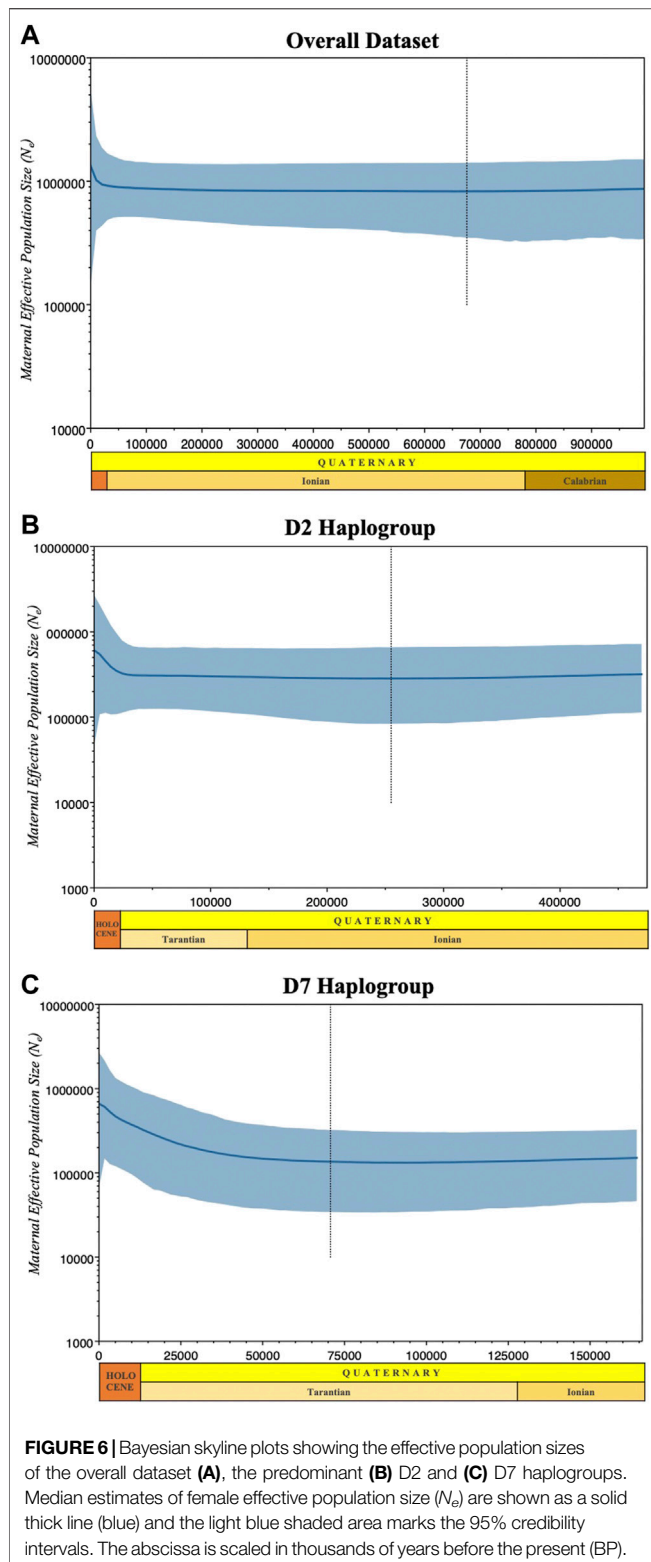 A
Overall Dataset
Maternal Effective Population Size (Nₑ)
10000000
1000000
100000
10000
0 100000 200000 300000 400000 500000 600000 700000 800000 900000
QUATERNARY
Ionian Calabrian
B
D2 Haplogroup
Maternal Effective Population Size (Nₑ)
10000000
000000
100000
10000
1000
0 100000 200000 300000 400000
HOLO
CENE
QUATERNARY
Tarantian Ionian
C
D7 Haplogroup
Maternal Effective Population Size (Nₑ)
10000000
1000000
100000
10000
1000
0 25000 50000 75000 100000 125000 150000
HOLO
CENE
QUATERNARY
Tarantian Ionian
FIGURE 6 | Bayesian skyline plots showing the effective population sizes
of the overall dataset (A), the predominant (B) D2 and (C) D7 haplogroups.
Median estimates of female effective population size (Nₑ) are shown as a solid
thick line (blue) and the light blue shaded area marks the 95% credibility
intervals. The abscissa is scaled in thousands of years before the present (BP).